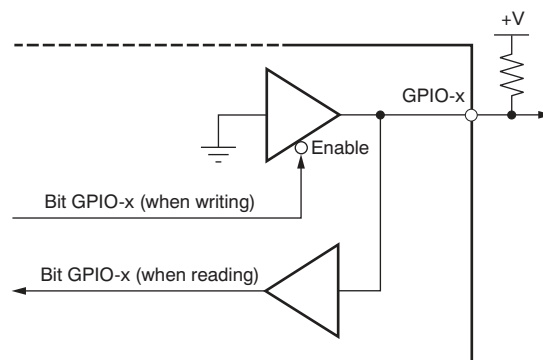 +V
GPIO-x
Enable
Bit GPIO-x (when writing)
Bit GPIO-x (when reading)